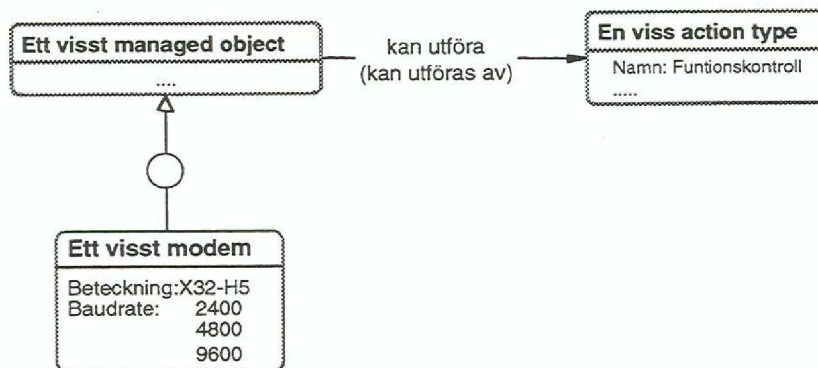 Ett visst managed object
....
kan utföra
(kan utföras av)
En viss action type
Namn: Funtionskontroll
.....
Ett visst modem
Beteckning:X32-H5
Baudrate: 2400
4800
9600